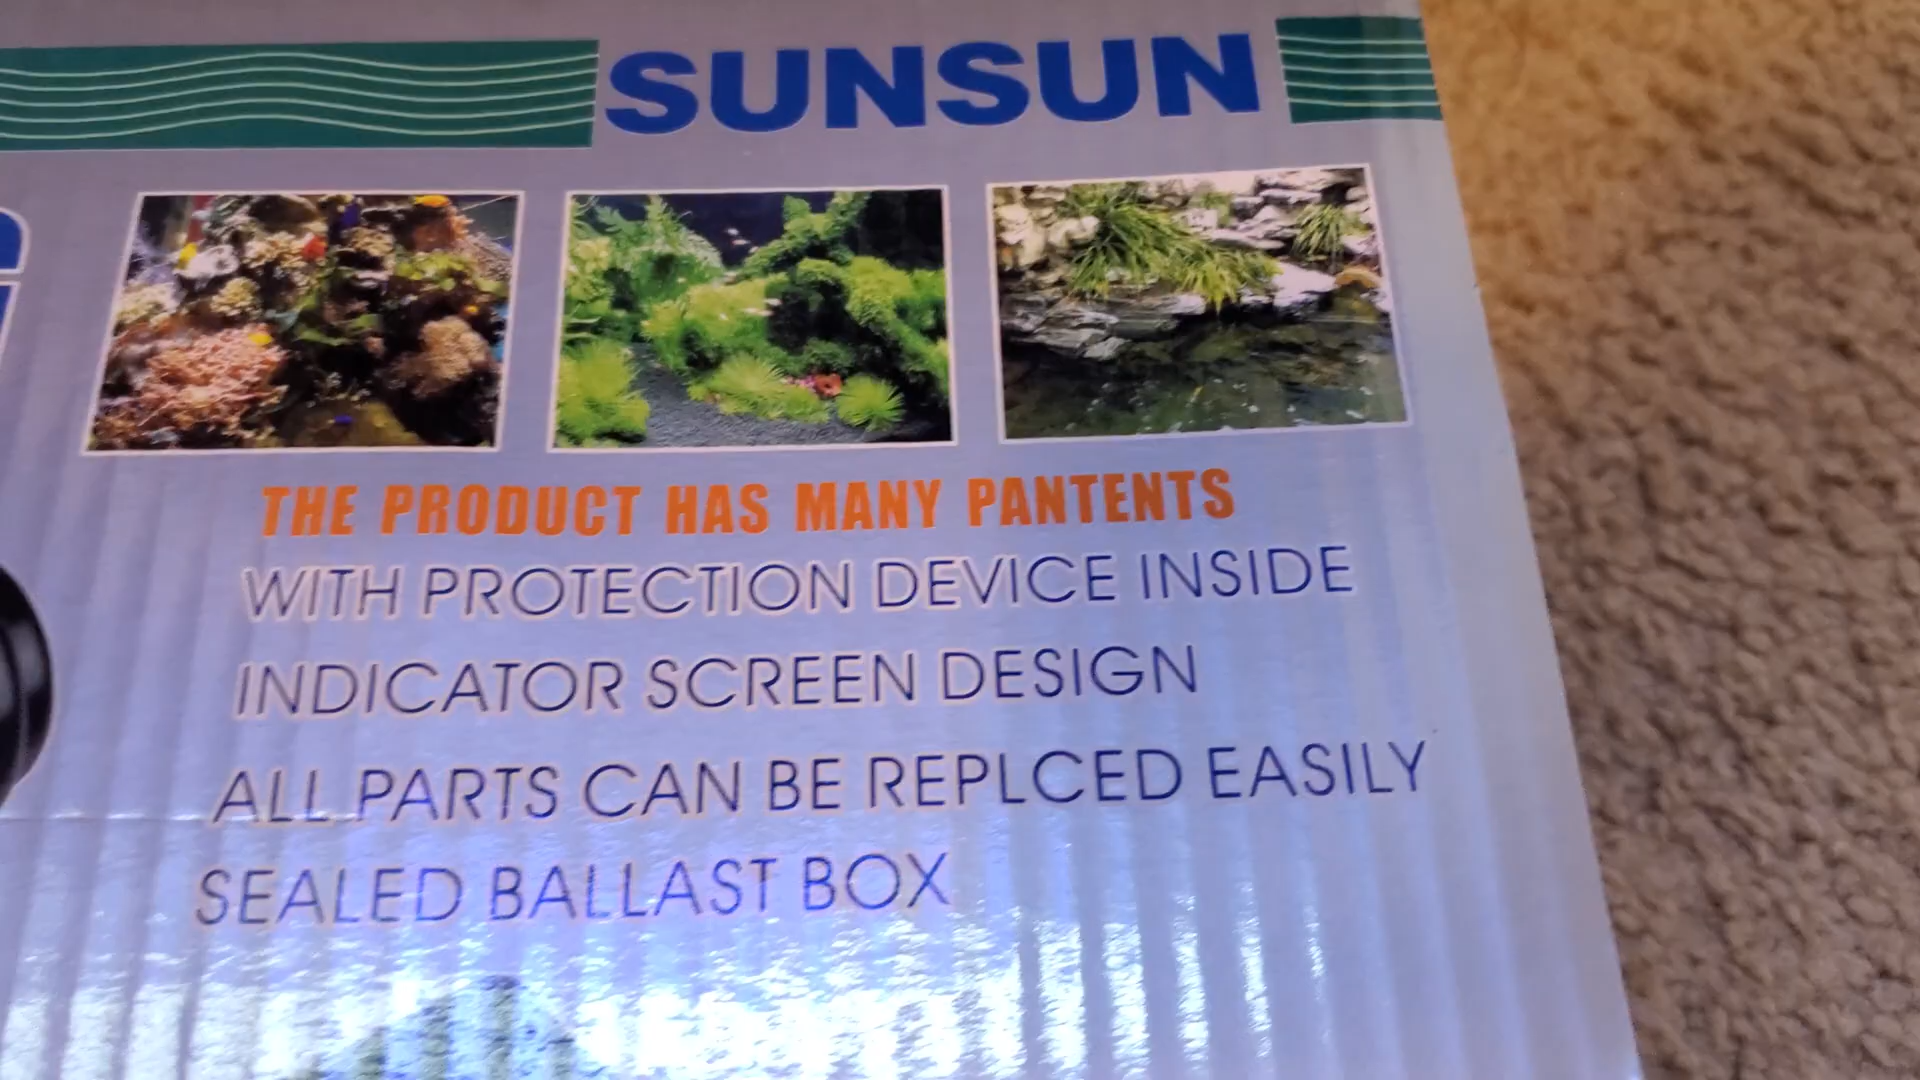 SUNSUN
THE PRODUCT HAS MANY PANTENTS
WITH PROTECTION DEVICE INSIDE
INDICATOR SCREEN DESIGN
ALL PARTS CAN BE REPLCED EASILY
SEALED BALLAST BOX